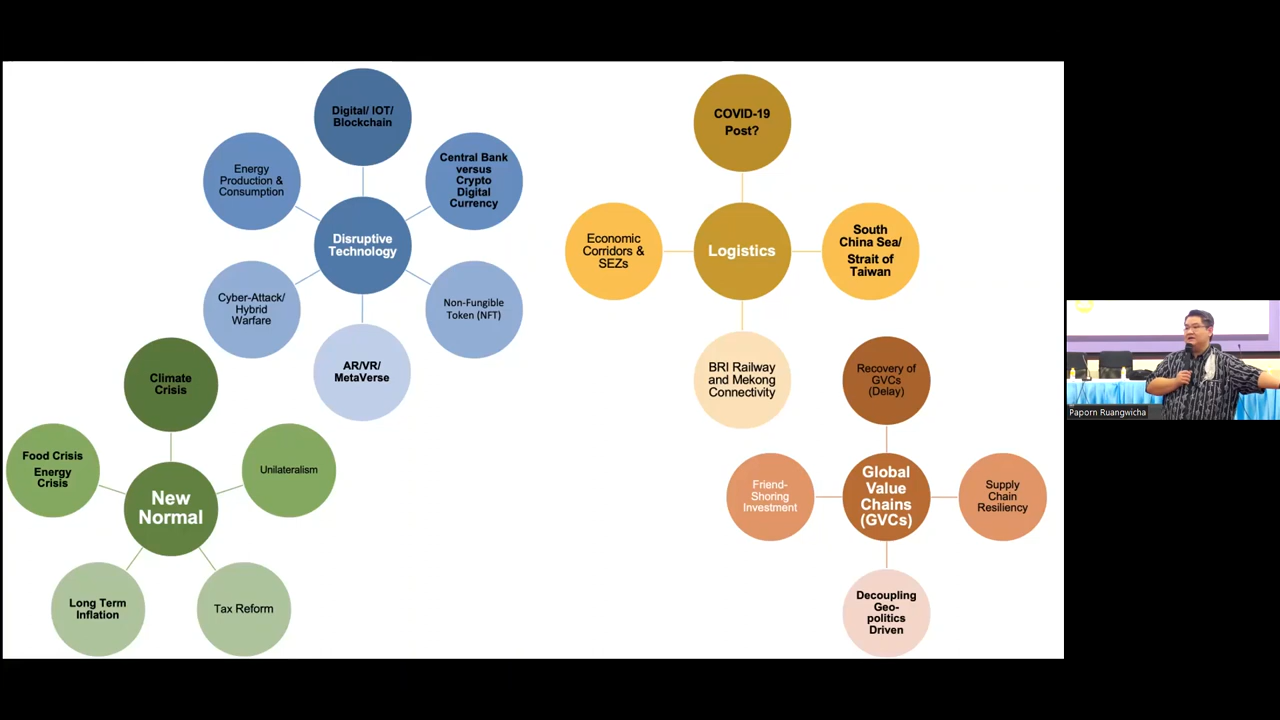 Digital/ IOT/
Blockchain
Energy
Production &
Consumption
Central Bank
versus
Crypto
Digital
Currency
Disruptive
Technology
Cyber-Attack/
Hybrid
Warfare
Non-Fungible
Token (NFT)
AR/VR/
MetaVerse
COVID-19
Post?
Economic
Corridors &
SEZs
Logistics
South
China Sea/
Strait of
Taiwan
BRI Railway
and Mekong
Connectivity
Climate
Crisis
Food Crisis
Energy
Crisis
Unilateralism
New
Normal
Long Term
Inflation
Tax Reform
Recovery of
GVCs
(Delay)
Friend-
Shoring
Investment
Global
Value
Chains
(GVCs)
Supply
Chain
Resiliency
Decoupling
Geo-
politics
Driven
Paporn Ruangwicha